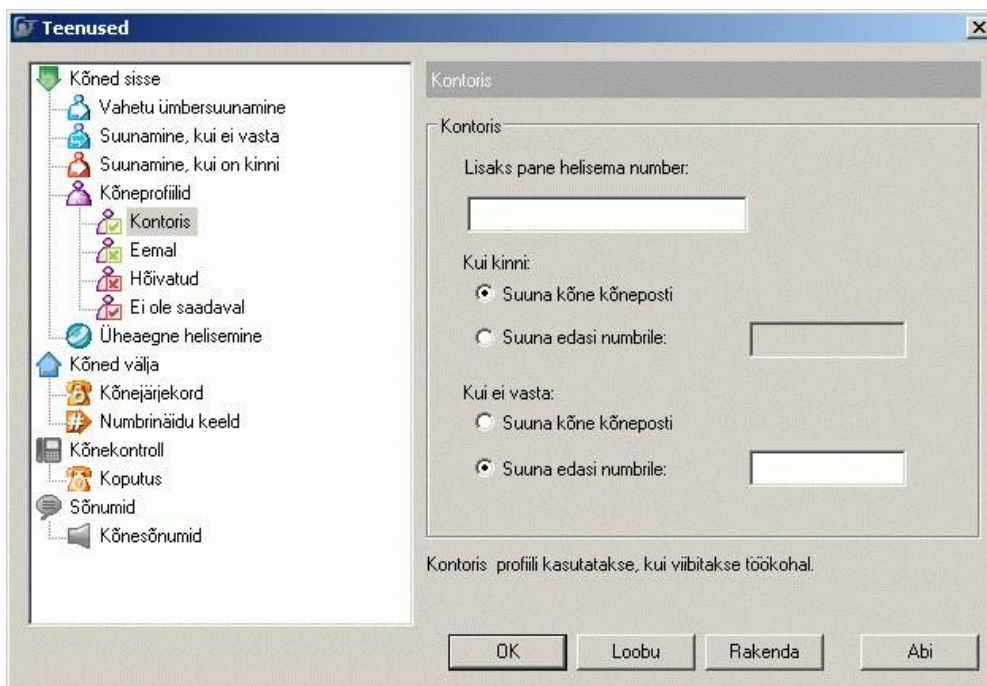 Teenused
Kõned sisse
Vahetu ümbersuunamine
Suunamine, kui ei vasta
Suunamine, kui on kinni
Kõneprofiilid
Kontoris
Eemal
Hõivatud
Ei ole saadaval
Üheaegne helisemine
Kõned välja
Kõnejärjekord
Numbrinäidu keeld
Kõnekontroll
Koputus
Sõnumid
Kõnesõnumid
Kontoris
Kontoris
Lisaks pane helisema number:
Kui kinni:
Suuna kõne kõneposti
Suuna edasi numbrile:
Kui ei vasta:
Suuna kõne kõneposti
Suuna edasi numbrile:
Kontoris profiili kasutatakse, kui viibitakse töökohal.
OK
Loobu
Rakenda
Abi